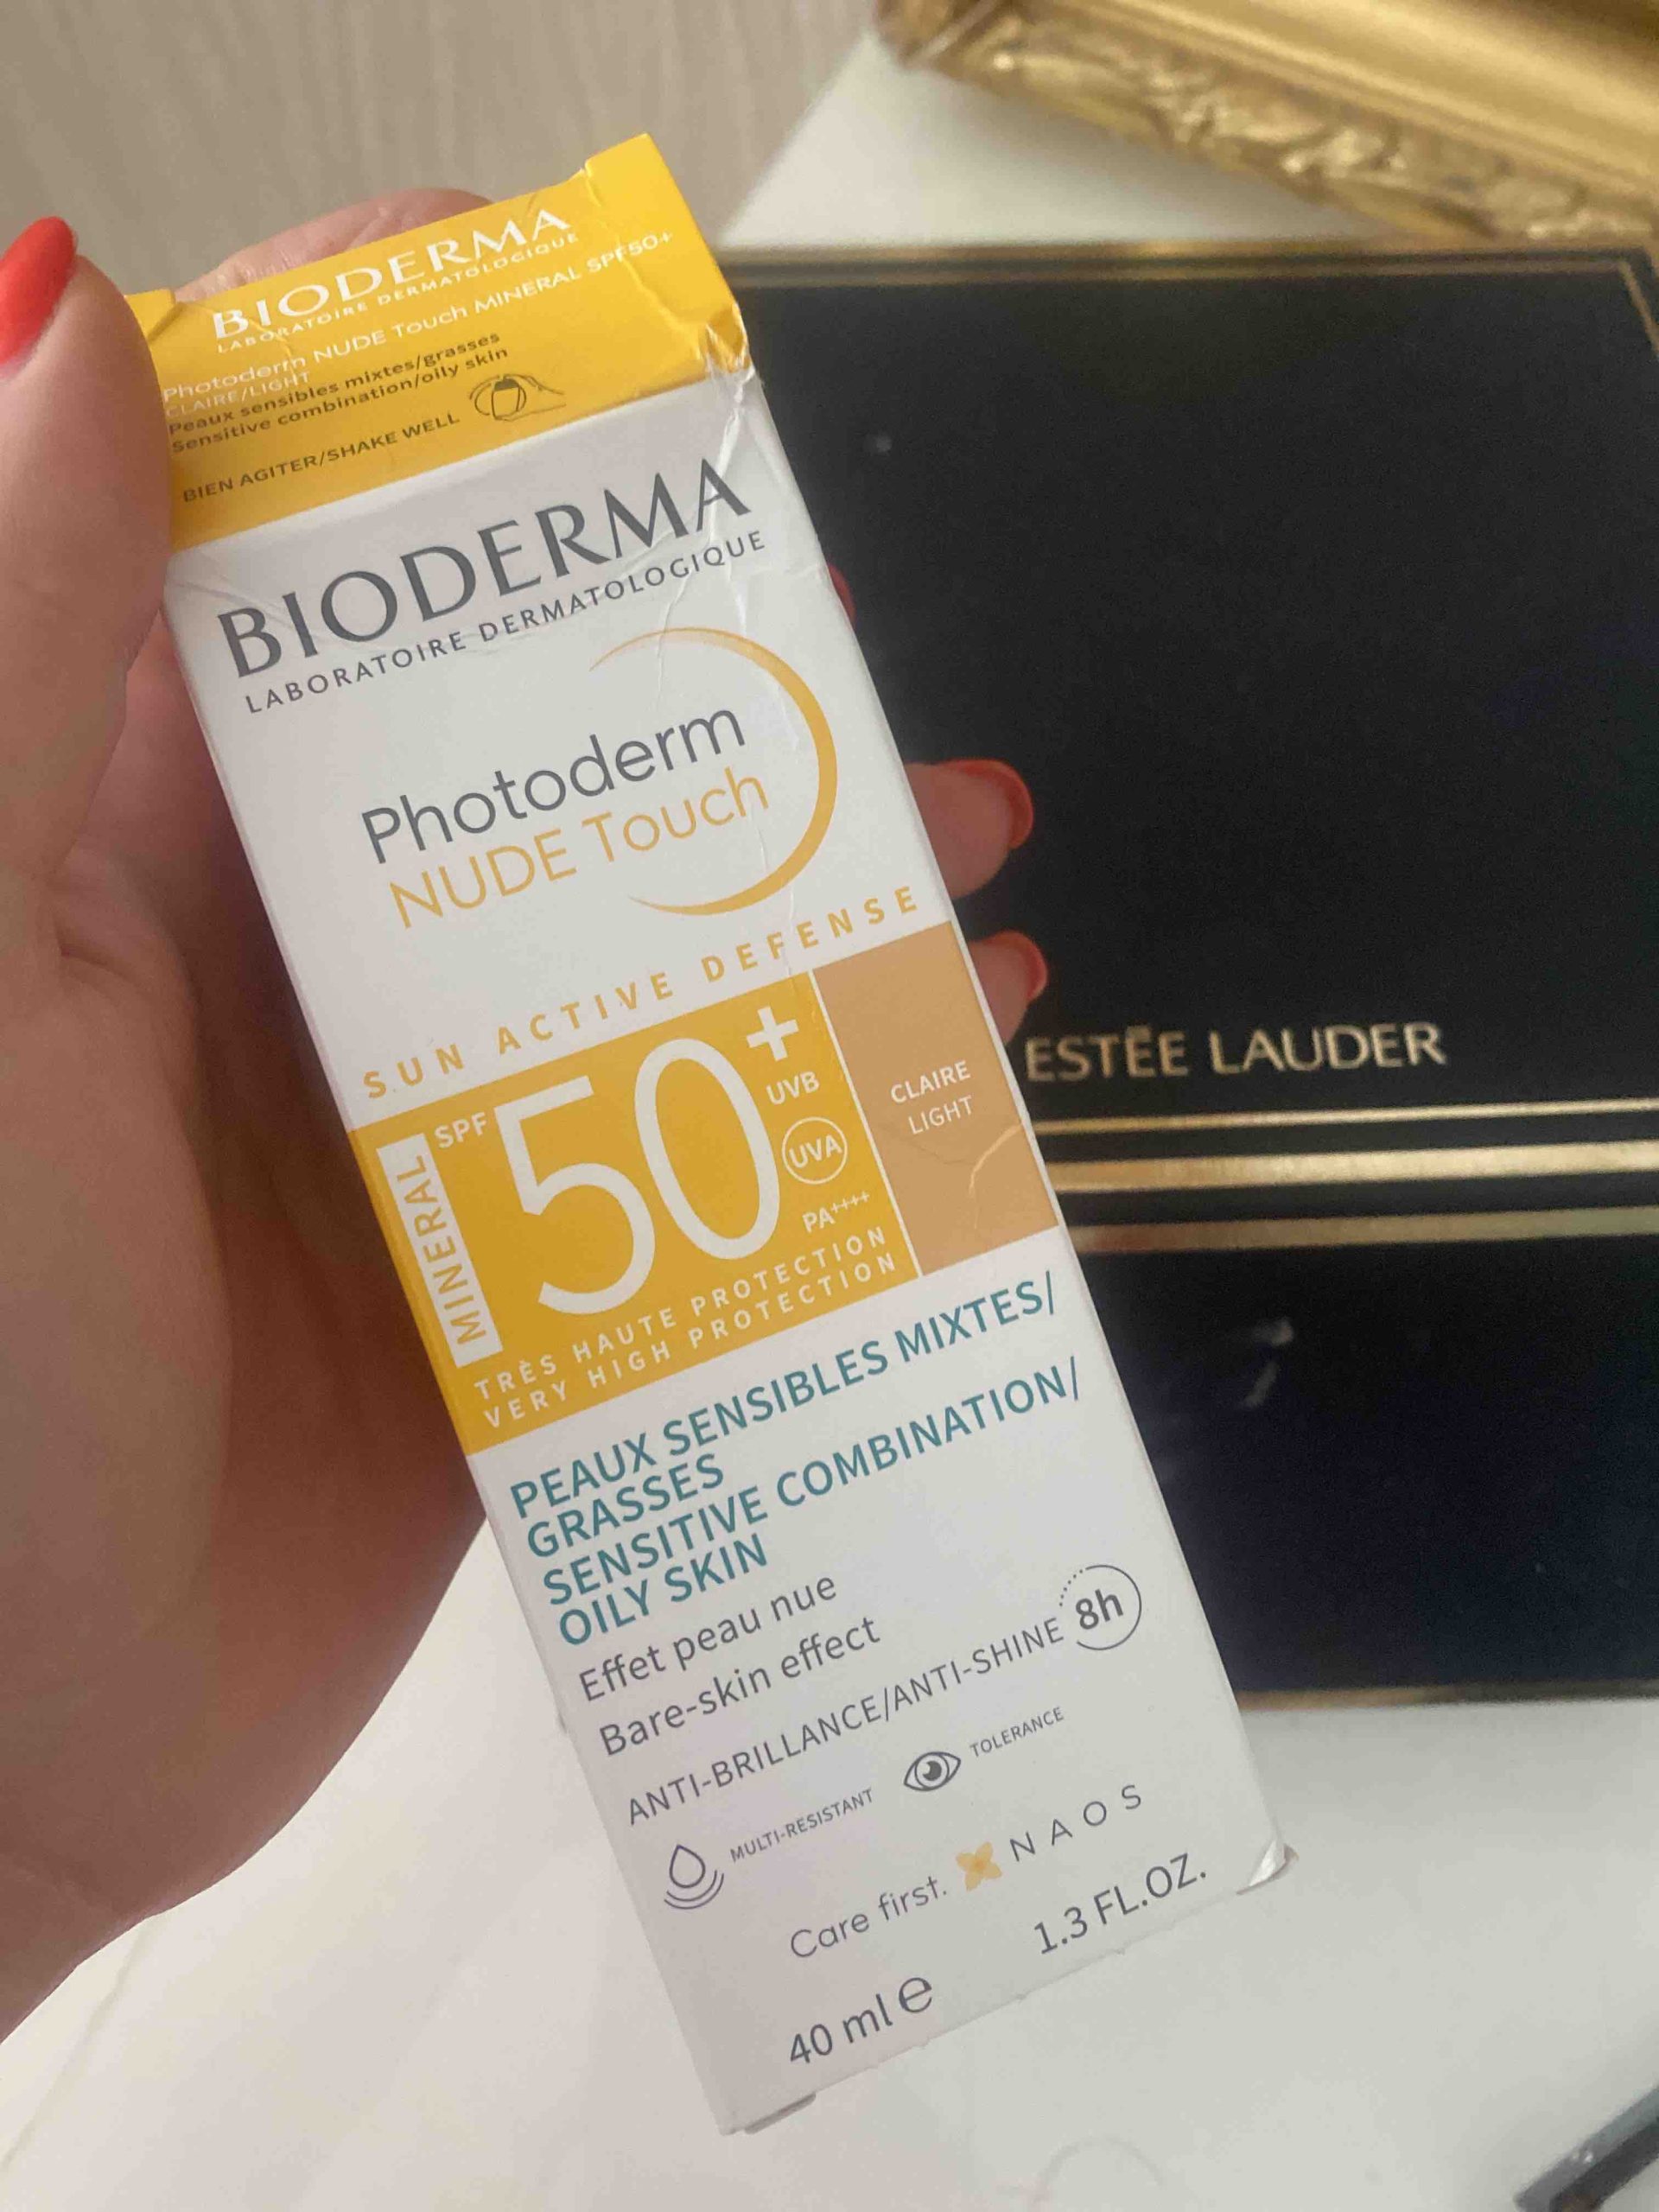 BIODERMA
LABORATOIRE DERMATOLOGIQUE
Photoderm NUDE Touch MINERAL SPF50+
CLAIRE/LIGHT
Peaux sensibles mixtes/grasses
Sensitive combination/oily skin
BIEN AGITER/SHAKE WELL
BIODERMA
LABORATOIRE DERMATOLOGIQUE
Photoderm
NUDE Touch
SUN ACTIVE DEFENSE
MINERAL
SPF 50+
UVB
UVA
PA++++
TRÈS HAUTE PROTECTION
VERY HIGH PROTECTION
CLAIRE
LIGHT
PEAUX SENSIBLES MIXTES/
GRASSES
SENSITIVE COMBINATION/
OILY SKIN
Effet peau nue
Bare-skin effect
ANTI-BRILLANCE/ANTI-SHINE 8h
MULTI-RESISTANT
TOLERANCE
Care first. NAOS
40 ml e 1.3 FL.OZ.
ESTĒE LAUDER